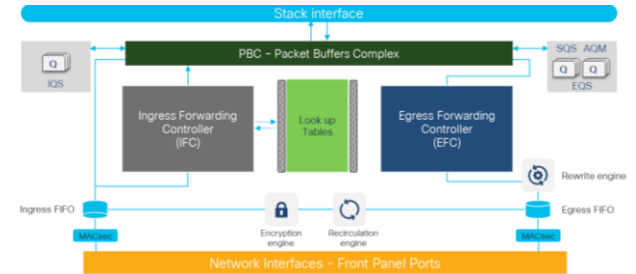 Stack interface
PBC – Packet Buffers Complex
SQS AQM
Q
IQS
Q Q
EQS
Ingress Forwarding
Controller
(IFC)
Look up
Tables
Egress Forwarding
Controller
(EFC)
Rewrite engine
Ingress FIFO
Egress FIFO
Encryption
engine
Recirculation
engine
MACsec
MACsec
Network Interfaces - Front Panel Ports